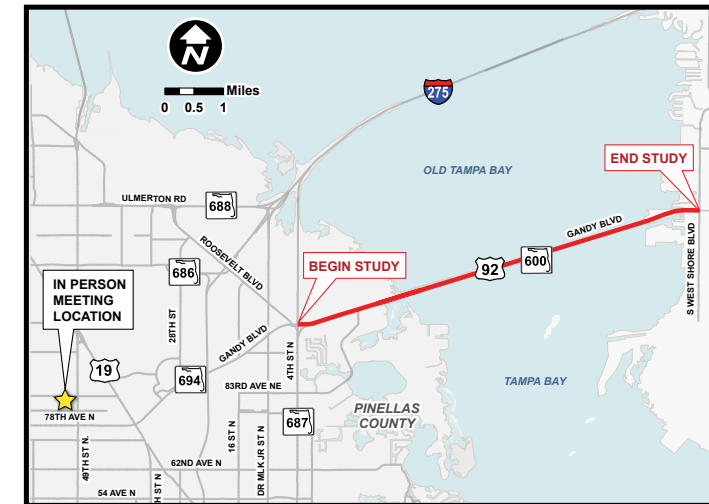 N
Miles
0 0.5 1
275
OLD TAMPA BAY
END STUDY
ULMERTON RD
688
ROOSEVELT BLVD
GANDY BLVD
S WEST SHORE BLVD
BEGIN STUDY
92
600
686
IN PERSON
MEETING
LOCATION
28TH ST
GANDY BLVD
4TH ST N
19
694
83RD AVE NE
TAMPA BAY
PINELLAS
COUNTY
78TH AVE N
687
16 ST N
DR MLK JR ST N
49TH ST N.
62ND AVE N
54 AVE N